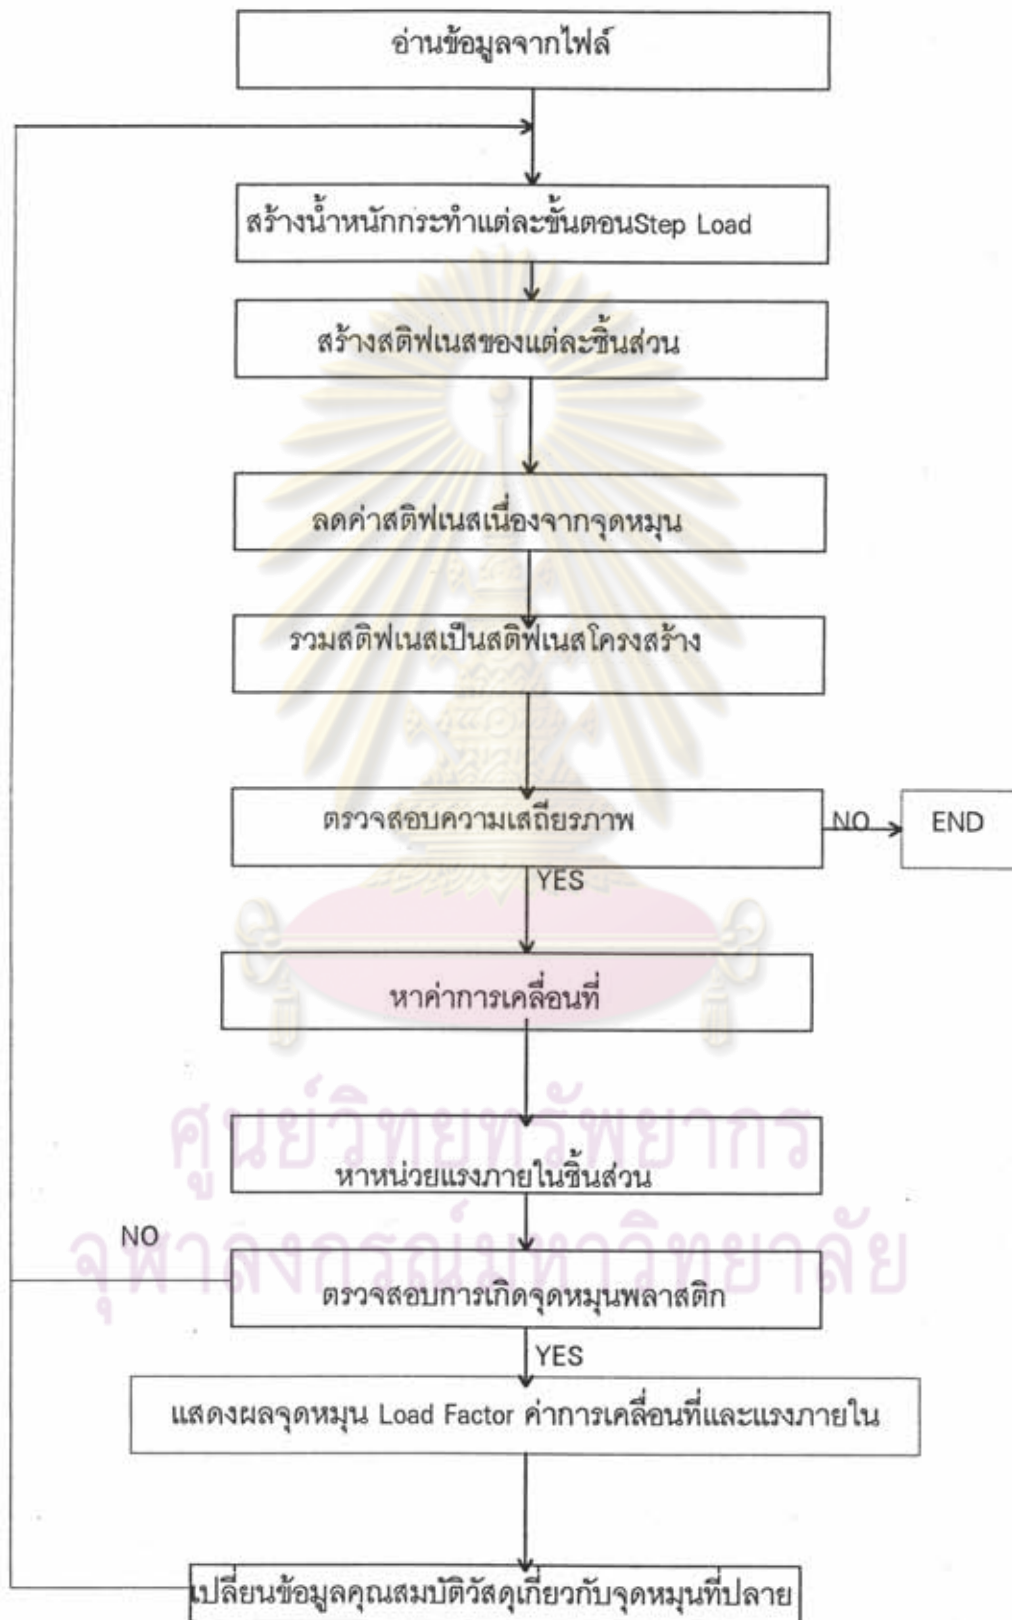 อ่านข้อมูลจากไฟล์
สร้างน้ำหนักกระทำแต่ละขั้นตอนStep Load
สร้างสติฟเนสของแต่ละชิ้นส่วน
ลดค่าสติฟเนสเนื่องจากจุดหมุน
รวมสติฟเนสเป็นสติฟเนสโครงสร้าง
ตรวจสอบความเสถียรภาพ
NO
END
YES
หาค่าการเคลื่อนที่
ศูนย์วิทยทรัพยากร
หาหน่วยแรงภายในชิ้นส่วน
จุฬาลงกรณ์มหาวิทยาลัย
NO
ตรวจสอบการเกิดจุดหมุนพลาสติก
YES
แสดงผลจุดหมุน Load Factor ค่าการเคลื่อนที่และแรงภายใน
เปลี่ยนข้อมูลคุณสมบัติวัสดุเกี่ยวกับจุดหมุนที่ปลาย